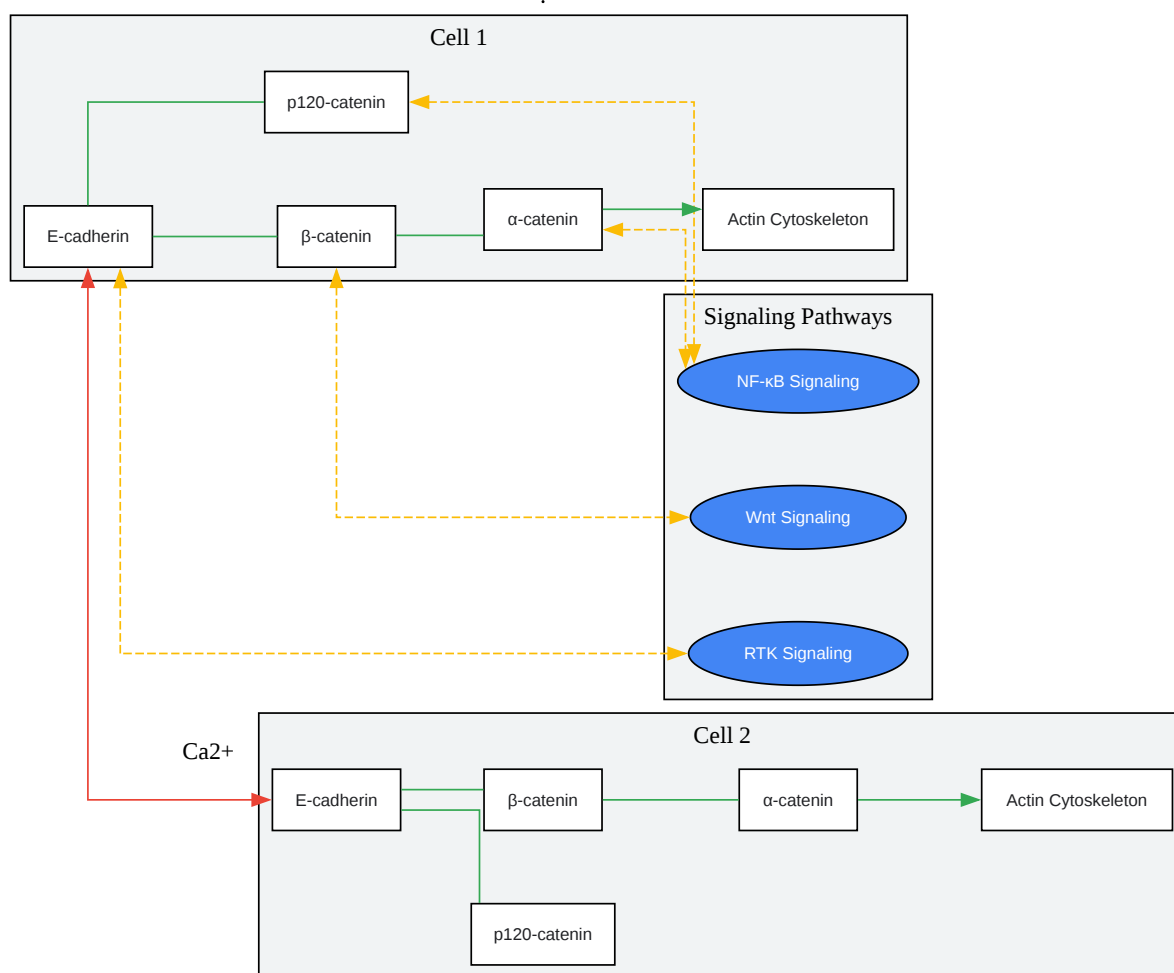 Cell 1
p120-catenin
E-cadherin
β-catenin
α-catenin
Actin Cytoskeleton
Signaling Pathways
NF-κB Signaling
Wnt Signaling
RTK Signaling
Ca2+
Cell 2
E-cadherin
β-catenin
α-catenin
Actin Cytoskeleton
p120-catenin